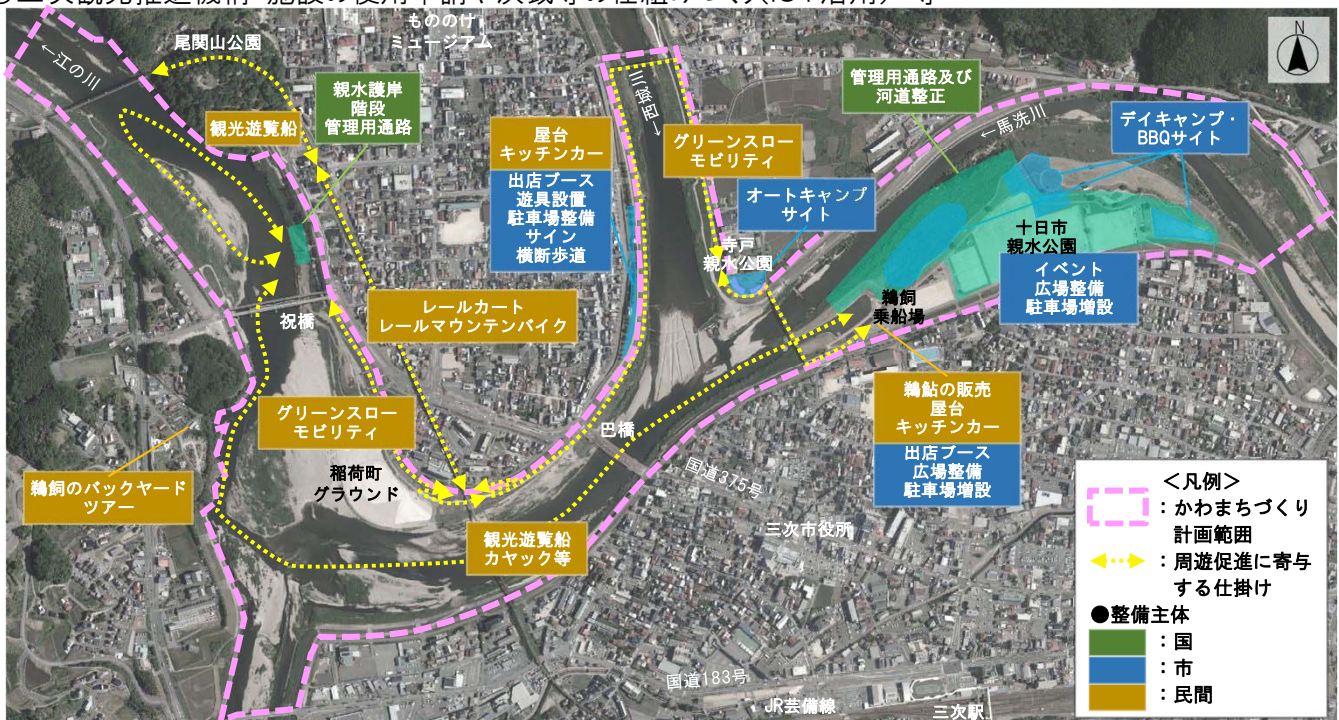 もののけ
ミュージアム
尾関山公園
←江の川
親水護岸
階段
管理用通路
観光遊覧船
屋台
キッチンカー
出店ブース
遊具設置
駐車場整備
サイン
横断歩道
←西城川
グリーンスロー
モビリティ
管理用通路及び
河道整正
←馬洗川
N
デイキャンプ・
BBQサイト
オートキャンプ
サイト
寺戸
親水公園
十日市
親水公園
イベント
広場整備
駐車場増設
鵜飼
乗船場
祝橋
レールカート
レールマウンテンバイク
グリーンスロー
モビリティ
巴橋
鵜鮎の販売
屋台
キッチンカー
出店ブース
広場整備
駐車場増設
鵜飼のバックヤード
ツアー
稲荷町
グラウンド
国道375号
三次市役所
観光遊覧船
カヤック等
国道183号
JR芸備線
三次駅
<凡例>
:かわまちづくり
計画範囲
:周遊促進に寄与
する仕掛け
●整備主体
:国
:市
:民間